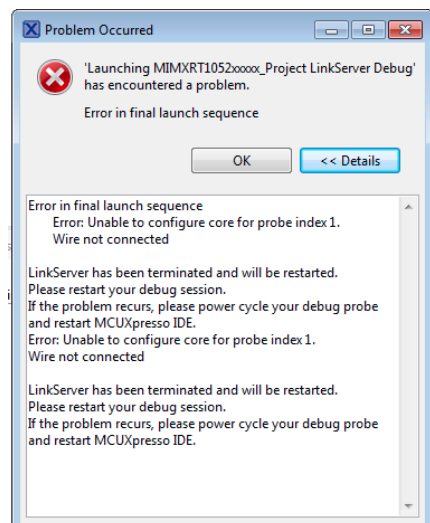 Problem Occurred
'Launching MIMXRT1052xxxxx_Project LinkServer Debug'
has encountered a problem.
Error in final launch sequence
OK
<< Details
Error in final launch sequence
Error: Unable to configure core for probe index 1.
Wire not connected
LinkServer has been terminated and will be restarted.
Please restart your debug session.
If the problem recurs, please power cycle your debug probe
and restart MCUXpresso IDE.
Error: Unable to configure core for probe index 1.
Wire not connected
LinkServer has been terminated and will be restarted.
Please restart your debug session.
If the problem recurs, please power cycle your debug probe
and restart MCUXpresso IDE.